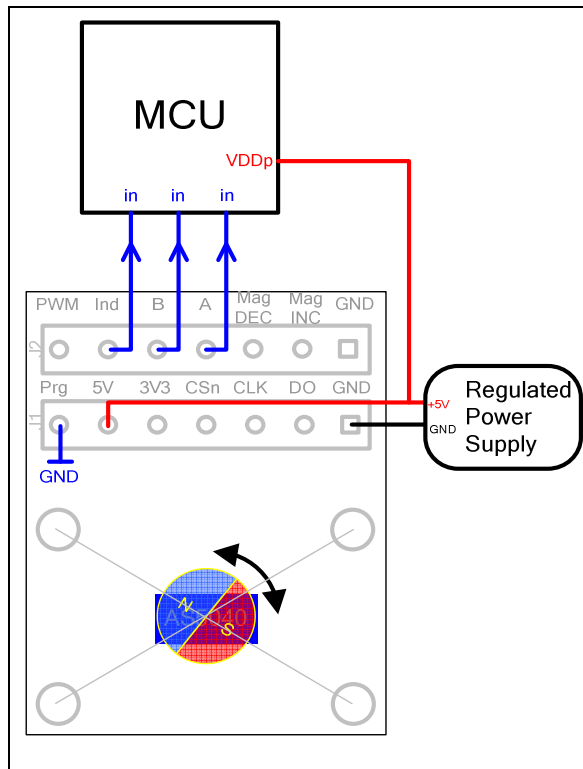 MCU
VDDp
in in in
PWM Ind B A Mag DEC Mag INC GND
J2
Prg 5V 3V3 CSn CLK DO GND
J1
GND
+5V
GND
Regulated
Power
Supply
N
AS5040
S